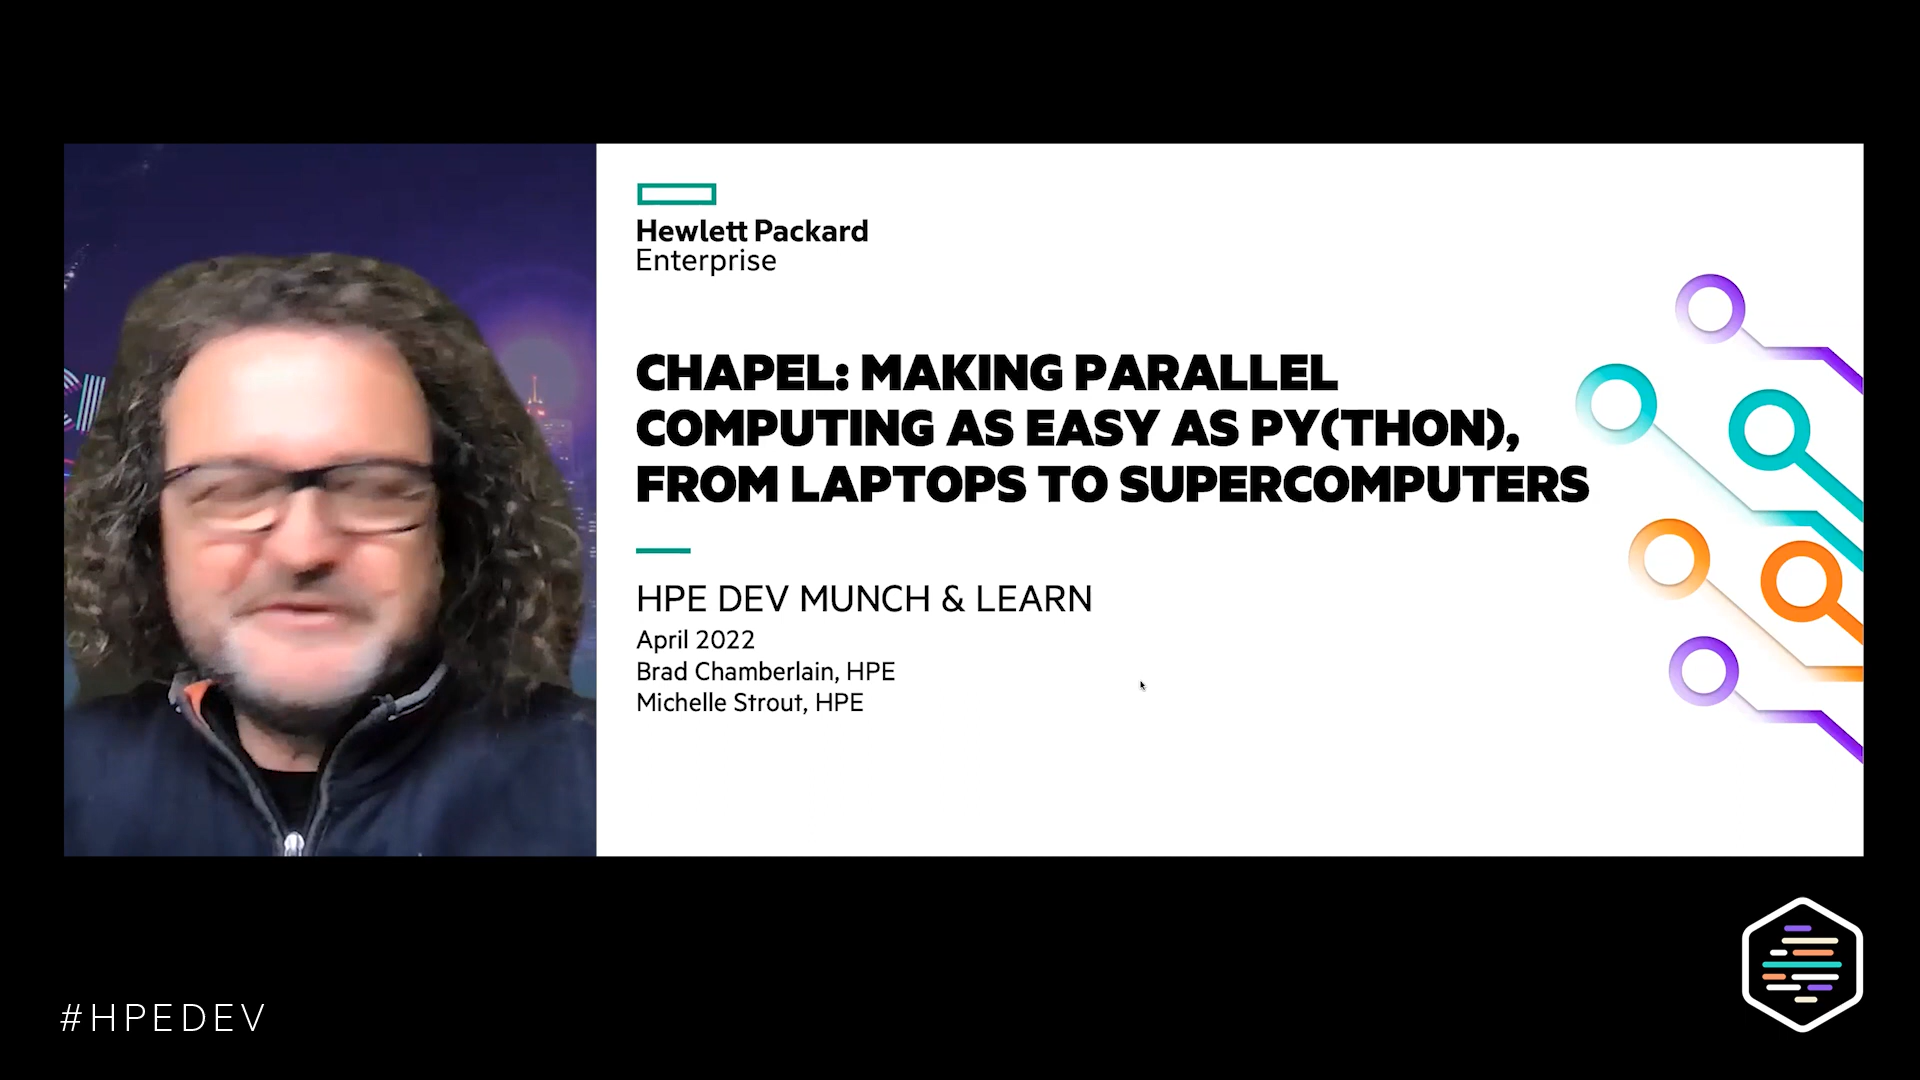 Hewlett Packard
Enterprise
CHAPEL: MAKING PARALLEL
COMPUTING AS EASY AS PY(THON),
FROM LAPTOPS TO SUPERCOMPUTERS
HPE DEV MUNCH & LEARN
April 2022
Brad Chamberlain, HPE
Michelle Strout, HPE
#HPEDEV